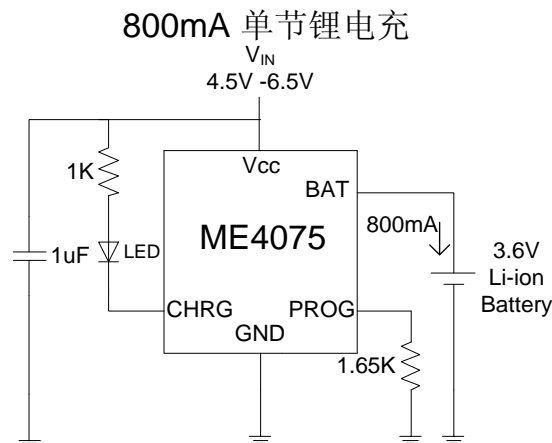 800mA 单节锂电充
VIN
4.5V -6.5V
1K
Vcc
BAT
1uF
LED
ME4075
800mA
3.6V
Li-ion
Battery
CHRG
PROG
GND
1.65K